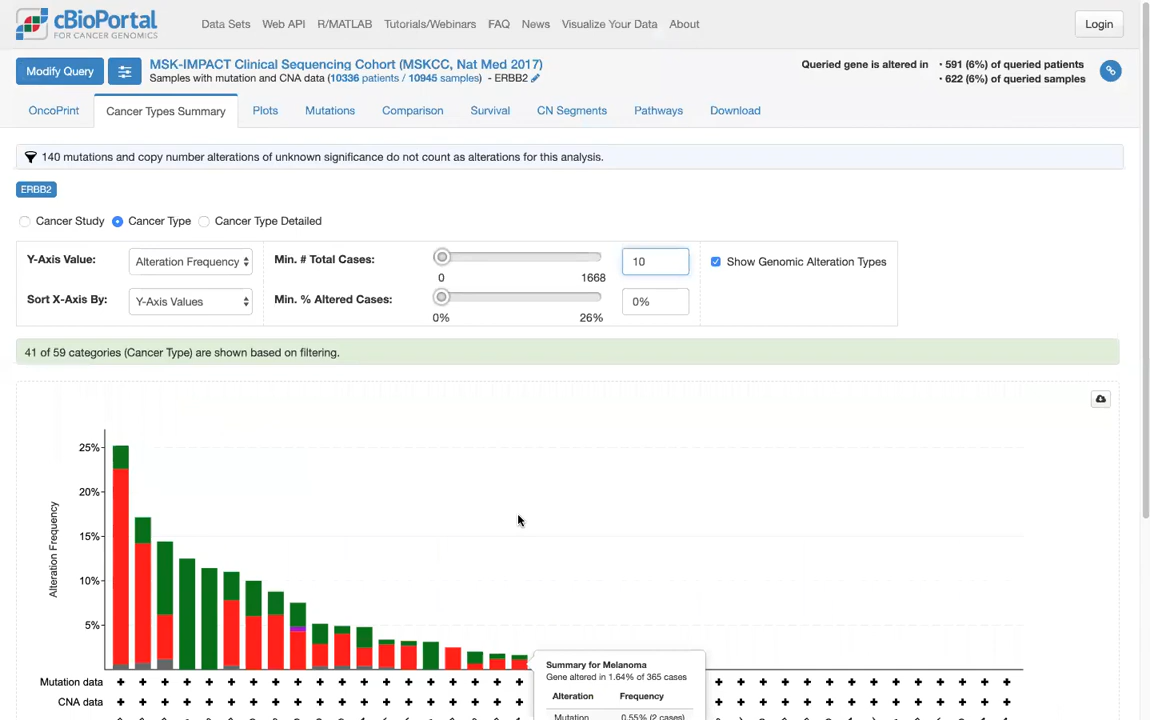 cBioPortal
FOR CANCER GENOMICS
Data Sets Web API R/MATLAB Tutorials/Webinars FAQ News Visualize Your Data About
Login
Modify Query
MSK-IMPACT Clinical Sequencing Cohort (MSKCC, Nat Med 2017)
Samples with mutation and CNA data (10336 patients / 10945 samples) - ERBB2
Queried gene is altered in
· 591 (6%) of queried patients
· 622 (6%) of queried samples
OncoPrint Cancer Types Summary Plots Mutations Comparison Survival CN Segments Pathways Download
140 mutations and copy number alterations of unknown significance do not count as alterations for this analysis.
ERBB2
Cancer Study Cancer Type Cancer Type Detailed
Y-Axis Value: Alteration Frequency
Min. # Total Cases: 10
0 1668
Show Genomic Alteration Types
Sort X-Axis By: Y-Axis Values
Min. % Altered Cases: 0%
0% 26%
41 of 59 categories (Cancer Type) are shown based on filtering.
Alteration Frequency
25%
20%
15%
10%
5%
Mutation data
CNA data
Summary for Melanoma
Gene altered in 1.64% of 365 cases
Alteration Frequency
Mutation 0.55% (2 cases)